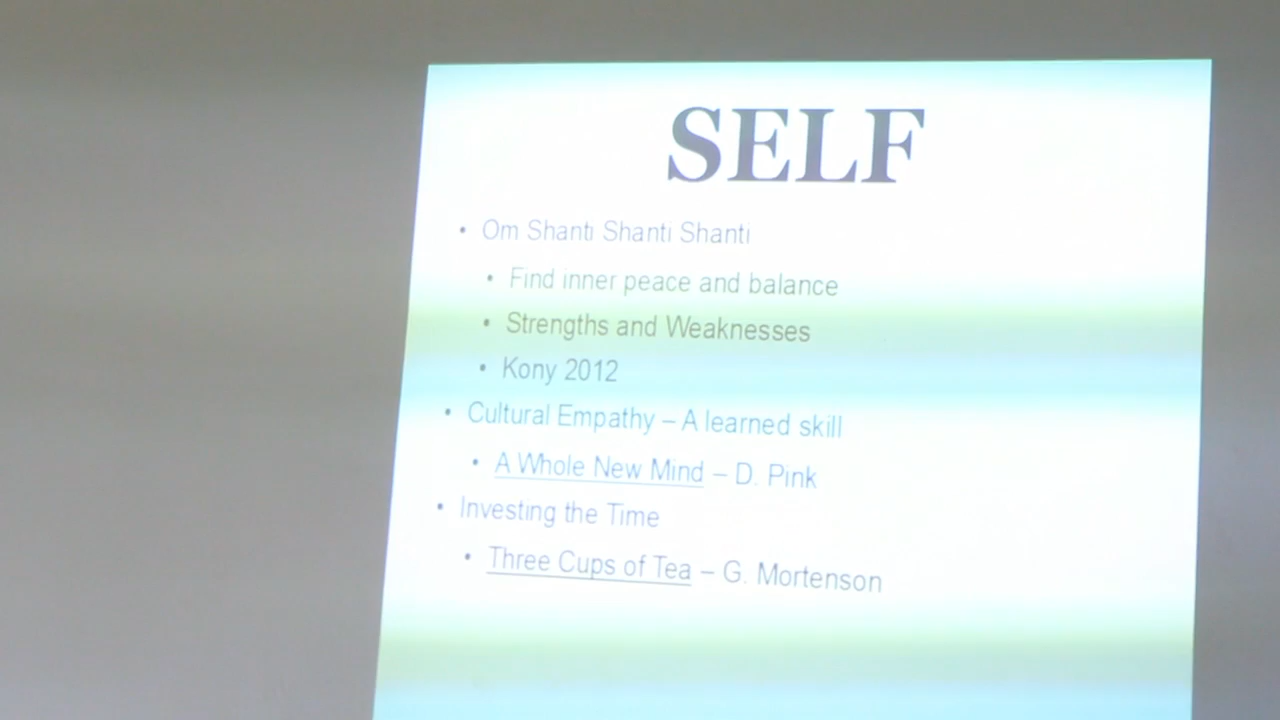 SELF
• Om Shanti Shanti Shanti
• Find inner peace and balance
• Strengths and Weaknesses
• Kony 2012
• Cultural Empathy – A learned skill
• A Whole New Mind – D. Pink
• Investing the Time
• Three Cups of Tea – G. Mortenson